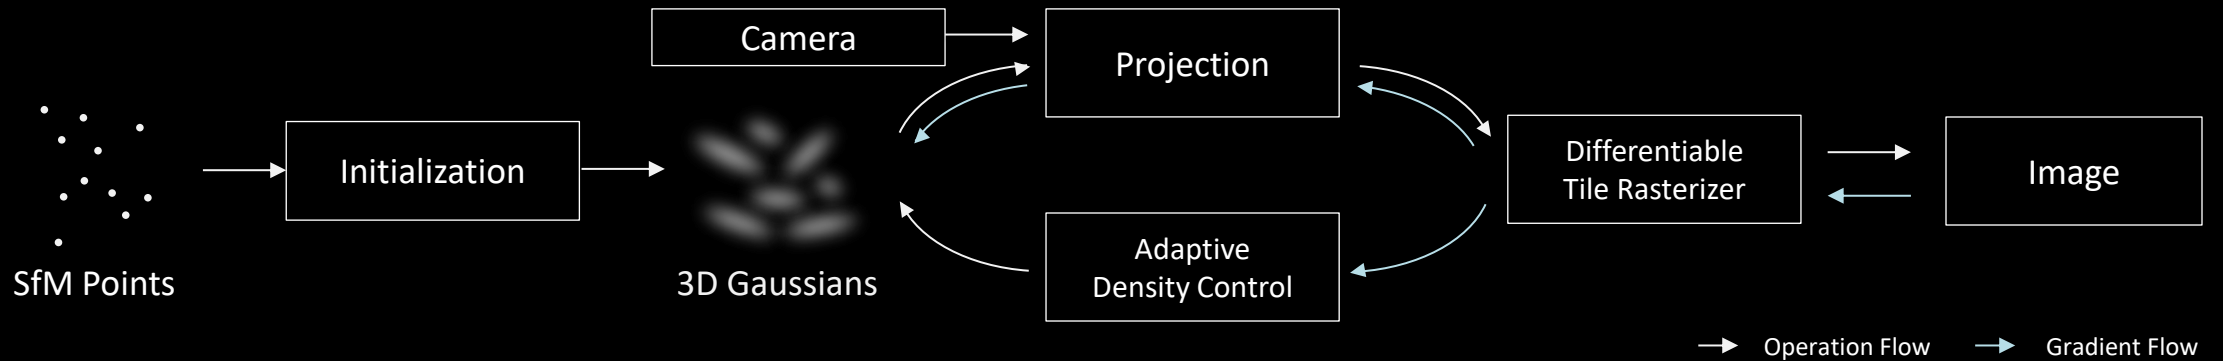 Camera
Projection
Initialization
Differentiable
Tile Rasterizer
Image
Adaptive
Density Control
SfM Points
3D Gaussians
Operation Flow
Gradient Flow